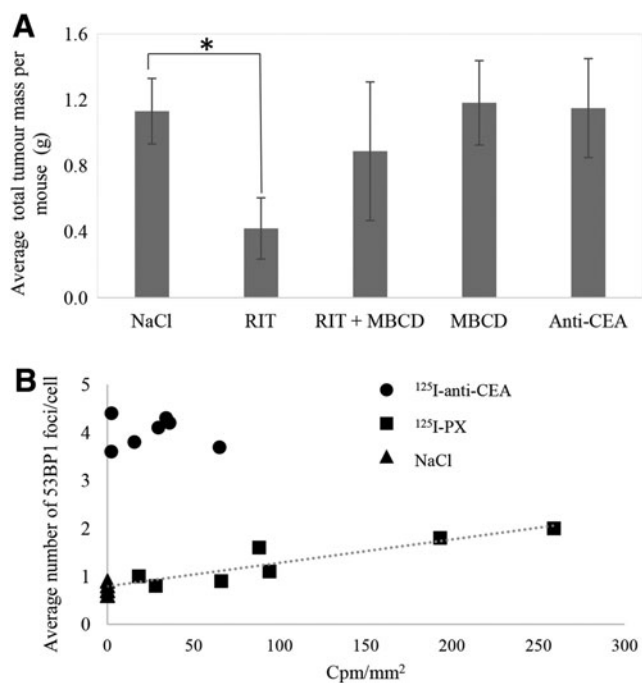 A
Average total tumour mass per
mouse (g)
1.6
1.2
0.8
0.4
0.0
*
NaCl RIT RIT + MBCD MBCD Anti-CEA
B
Average number of 53BP1 foci/cell
5
4
3
2
1
0
¹²⁵I-anti-CEA
¹²⁵I-PX
NaCl
0 50 100 150 200 250 300
Cpm/mm²